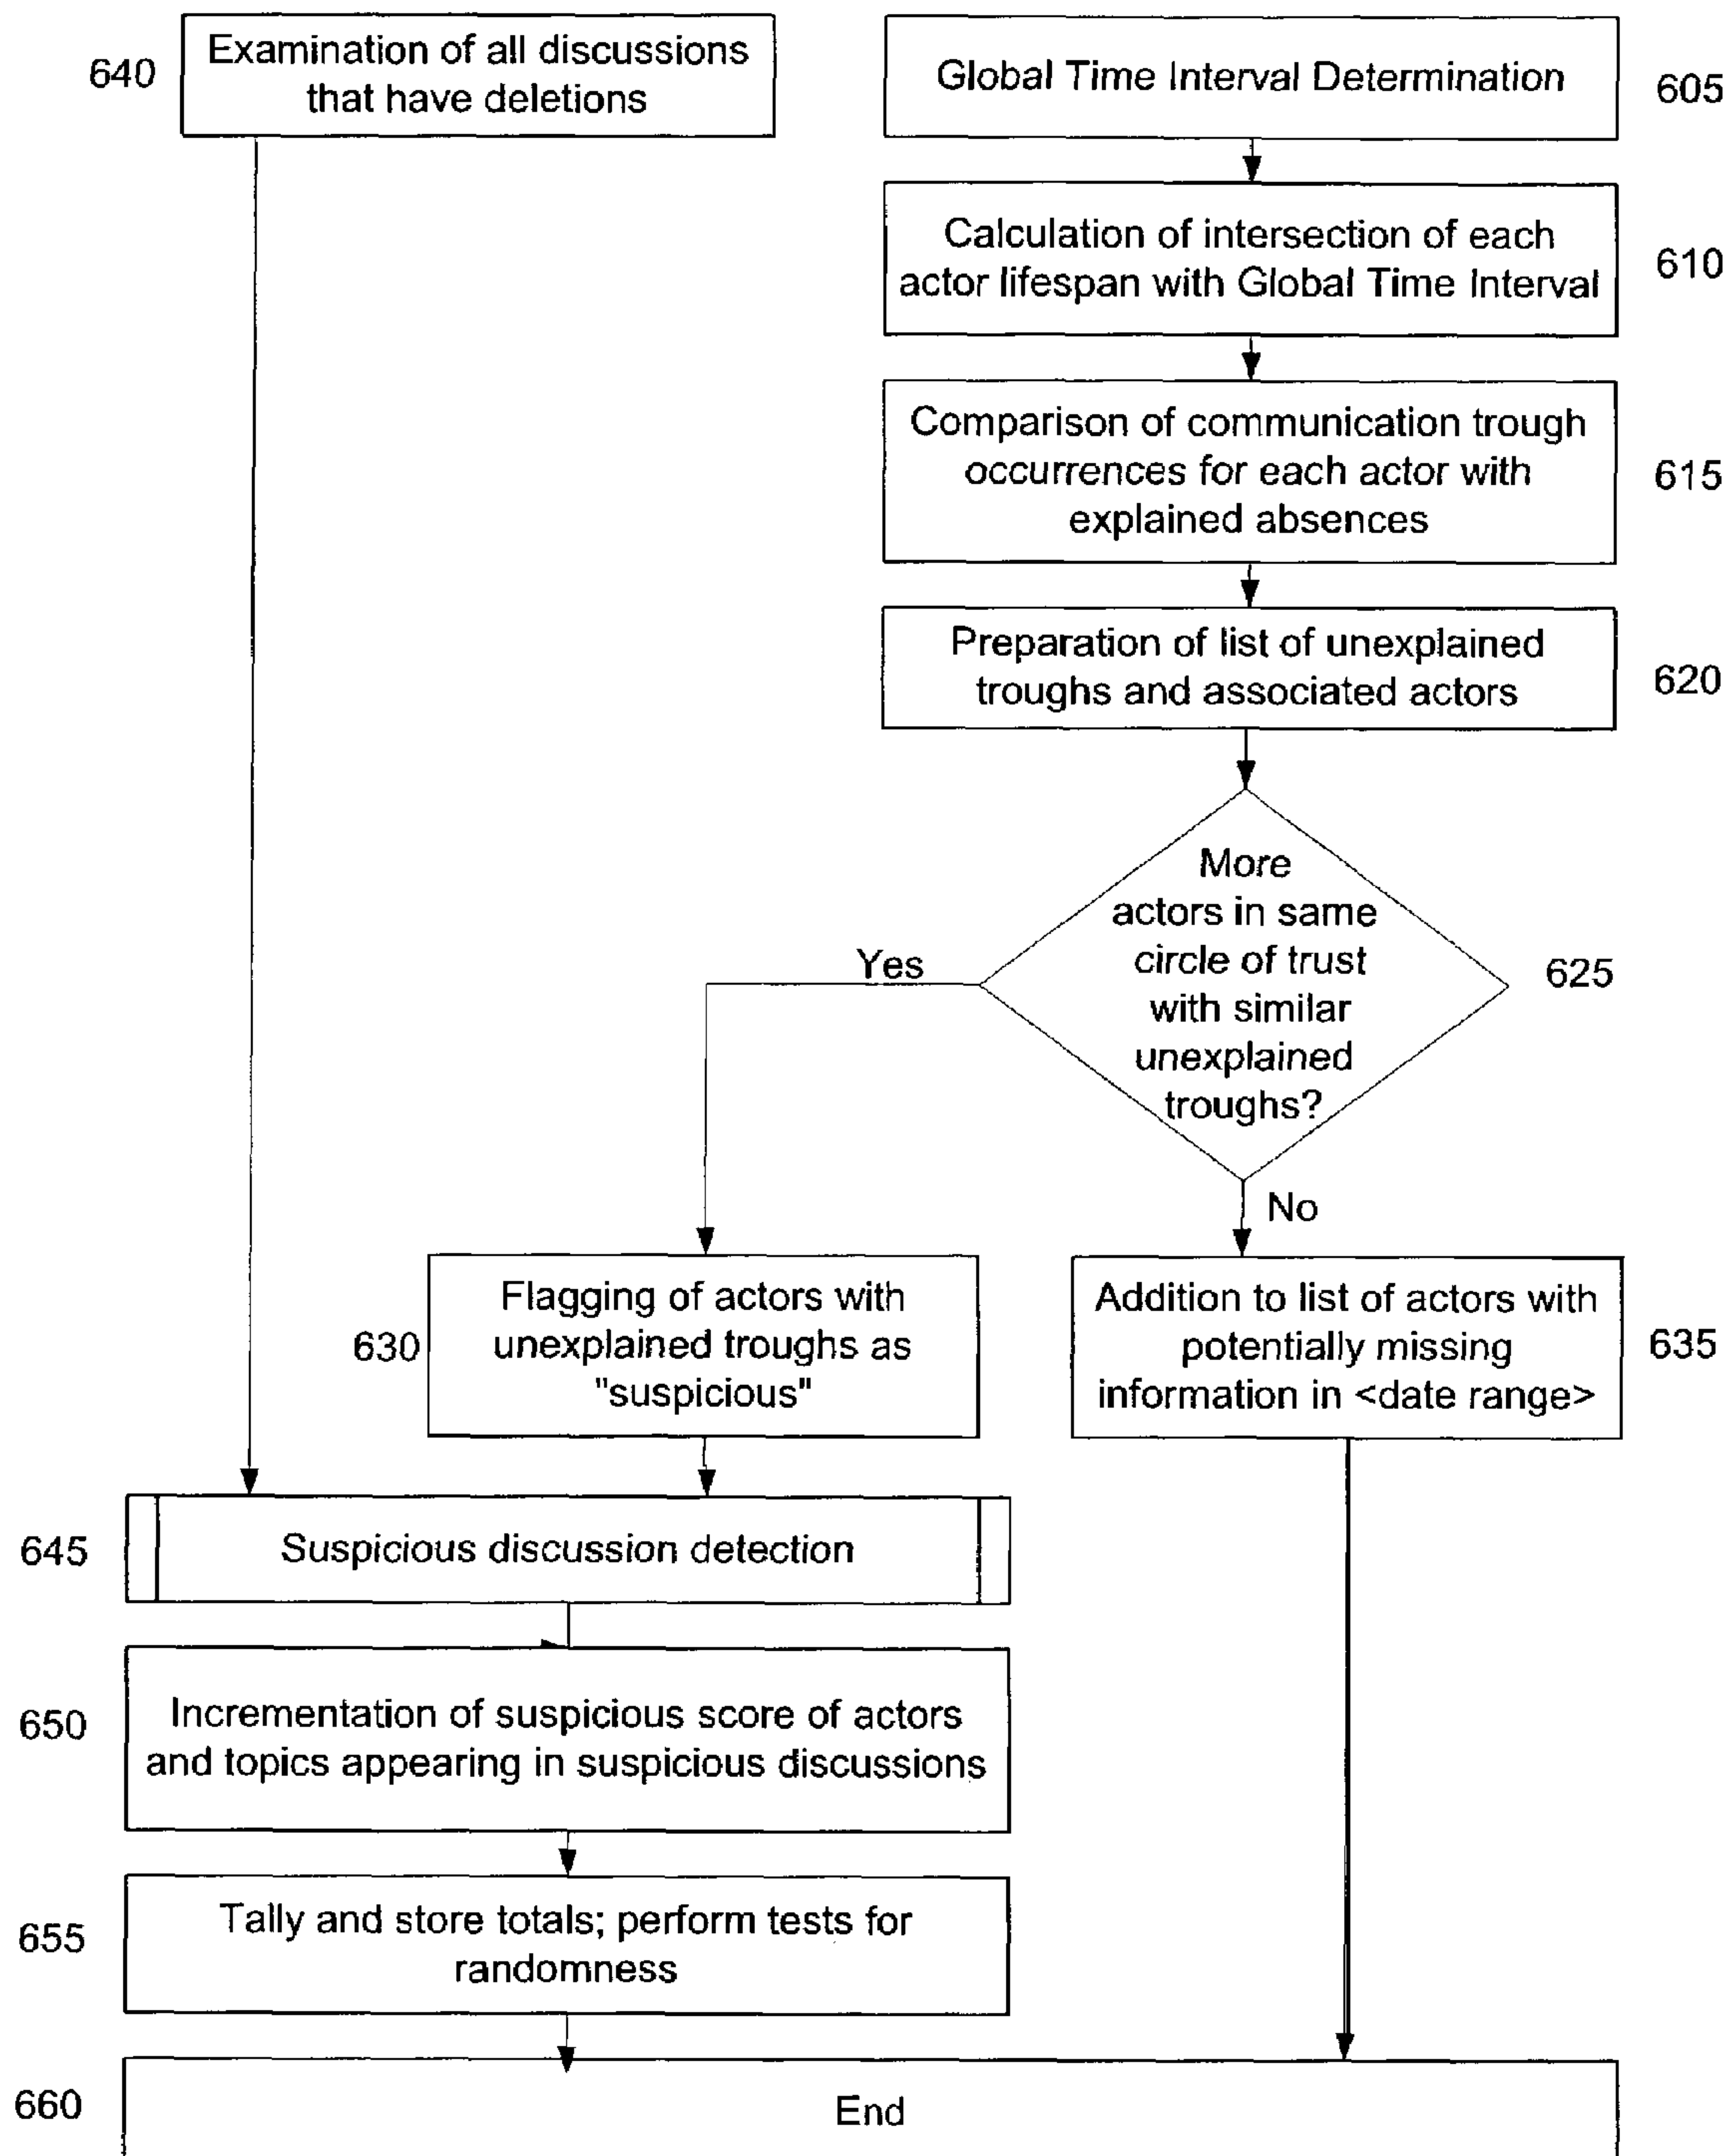 640
Examination of all discussions
that have deletions
Global Time Interval Determination
605
Calculation of intersection of each
actor lifespan with Global Time Interval
610
Comparison of communication trough
occurrences for each actor with
explained absences
615
Preparation of list of unexplained
troughs and associated actors
620
More
actors in same
circle of trust
with similar
unexplained
troughs?
625
Yes
No
630
Flagging of actors with
unexplained troughs as
"suspicious"
Addition to list of actors with
potentially missing
information in <date range>
635
645
Suspicious discussion detection
650
Incrementation of suspicious score of actors
and topics appearing in suspicious discussions
655
Tally and store totals; perform tests for
randomness
660
End